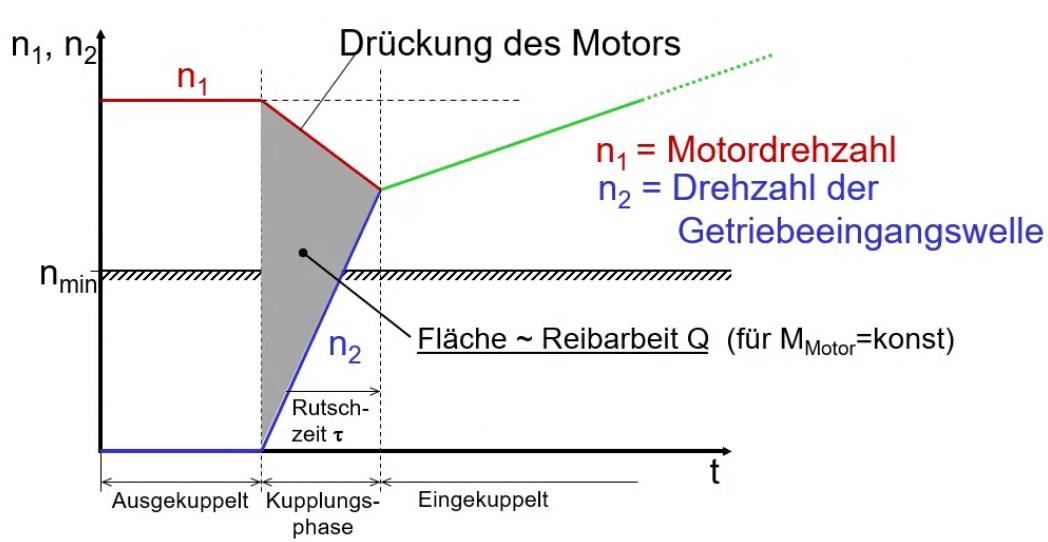 n1, n2
Drückung des Motors
n1
n1 = Motordrehzahl
n2 = Drehzahl der
Getriebeeingangswelle
nmin
n2
Fläche ~ Reibarbeit Q (für MMotor=konst)
Rutsch-
zeit τ
t
Ausgekuppelt
Kupplungs-
phase
Eingekuppelt